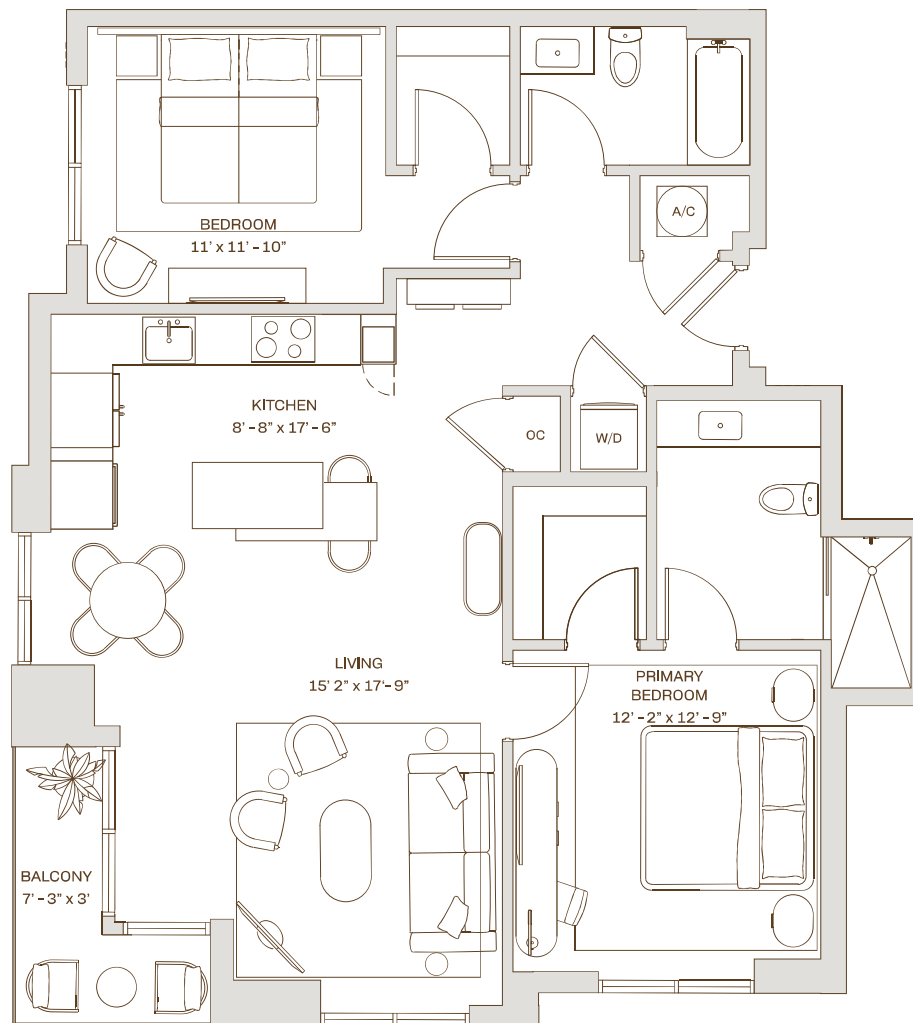 A/C
BEDROOM
11' x 11' - 10"
KITCHEN
8' - 8" x 17' - 6"
OC
W/D
LIVING
15' 2" x 17'- 9"
PRIMARY
BEDROOM
12' - 2" x 12' - 9"
BALCONY
7' - 3" x 3'